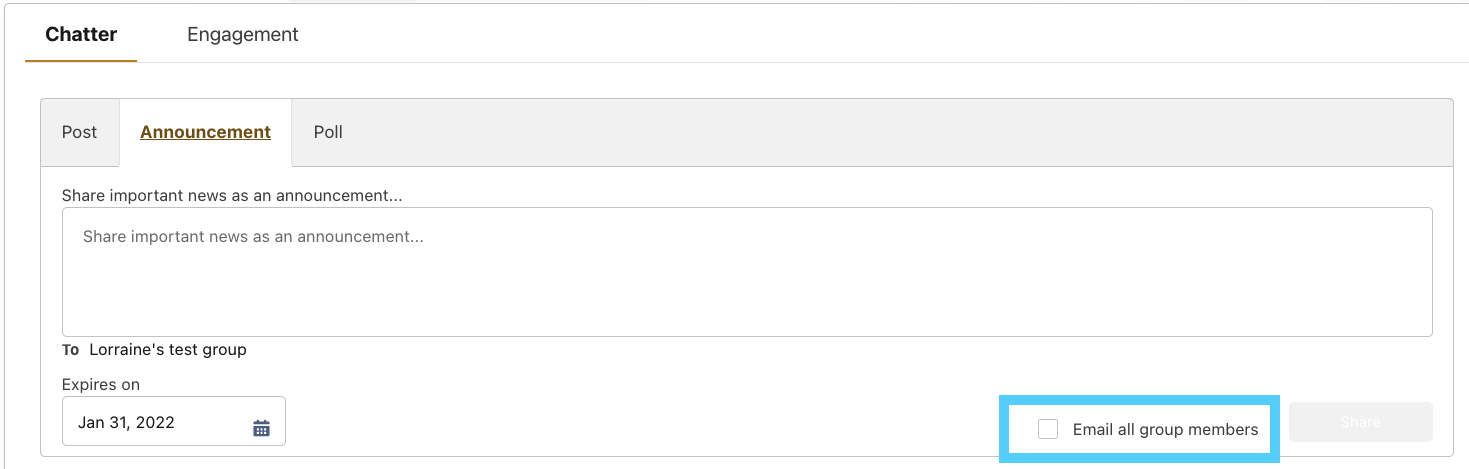 Chatter Engagement
Post Announcement Poll
Share important news as an announcement...
Share important news as an announcement...
To Lorraine's test group
Expires on
Jan 31, 2022
Email all group members Share